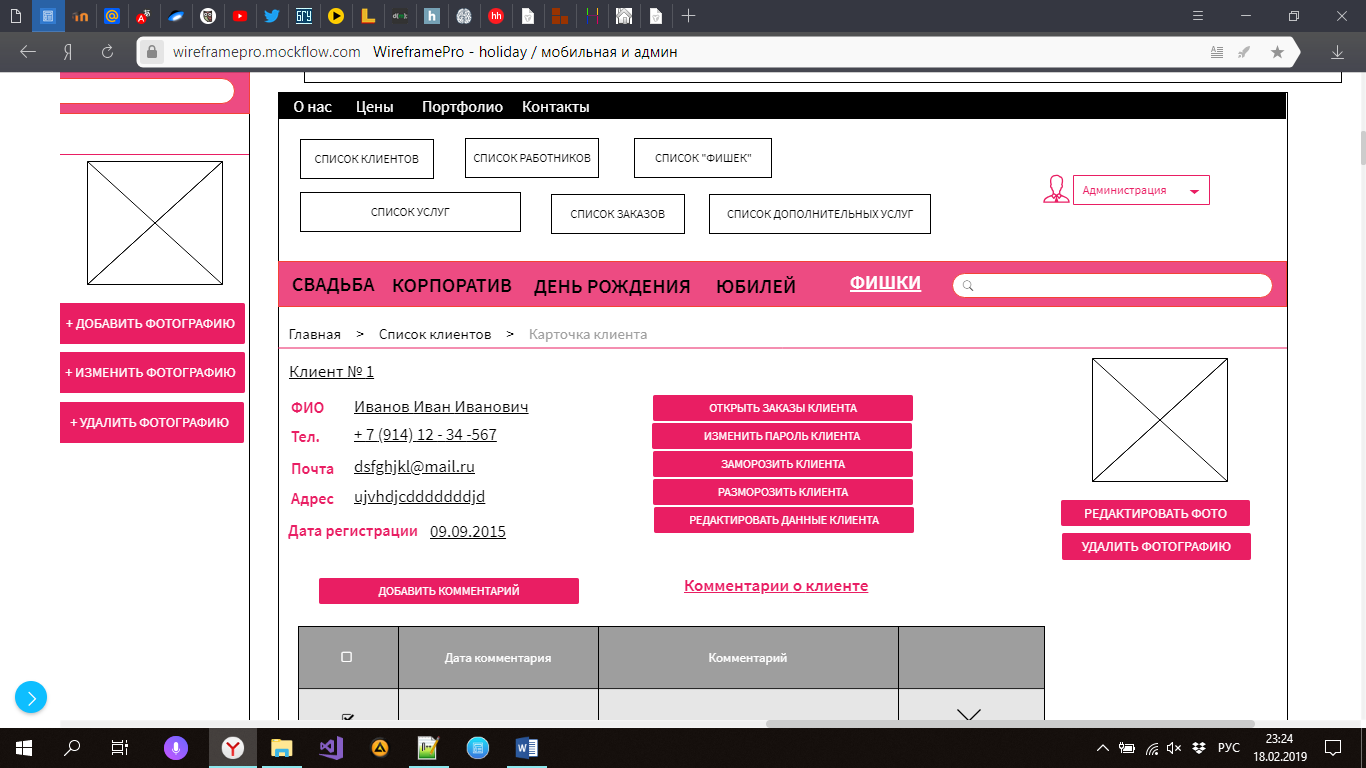 wireframepro.mockflow.com WireframePro - holiday / мобильная и админ
О нас Цены Портфолио Контакты
СПИСОК КЛИЕНТОВ СПИСОК РАБОТНИКОВ СПИСОК "ФИШЕК"
Администрация
СПИСОК УСЛУГ СПИСОК ЗАКАЗОВ СПИСОК ДОПОЛНИТЕЛЬНЫХ УСЛУГ
СВАДЬБА КОРПОРАТИВ ДЕНЬ РОЖДЕНИЯ ЮБИЛЕЙ ФИШКИ
+ ДОБАВИТЬ ФОТОГРАФИЮ
+ ИЗМЕНИТЬ ФОТОГРАФИЮ
+ УДАЛИТЬ ФОТОГРАФИЮ
Главная > Список клиентов > Карточка клиента
Клиент № 1
ФИО Иванов Иван Иванович
Тел. + 7 (914) 12 - 34 -567
Почта dsfghjkl@mail.ru
Адрес ujvhdjcdddddddjd
Дата регистрации 09.09.2015
ОТКРЫТЬ ЗАКАЗЫ КЛИЕНТА
ИЗМЕНИТЬ ПАРОЛЬ КЛИЕНТА
ЗАМОРОЗИТЬ КЛИЕНТА
РАЗМОРОЗИТЬ КЛИЕНТА
РЕДАКТИРОВАТЬ ДАННЫЕ КЛИЕНТА
РЕДАКТИРОВАТЬ ФОТО
УДАЛИТЬ ФОТОГРАФИЮ
ДОБАВИТЬ КОММЕНТАРИЙ Комментарии о клиенте
Дата комментария Комментарий
РУС 23:24
18.02.2019